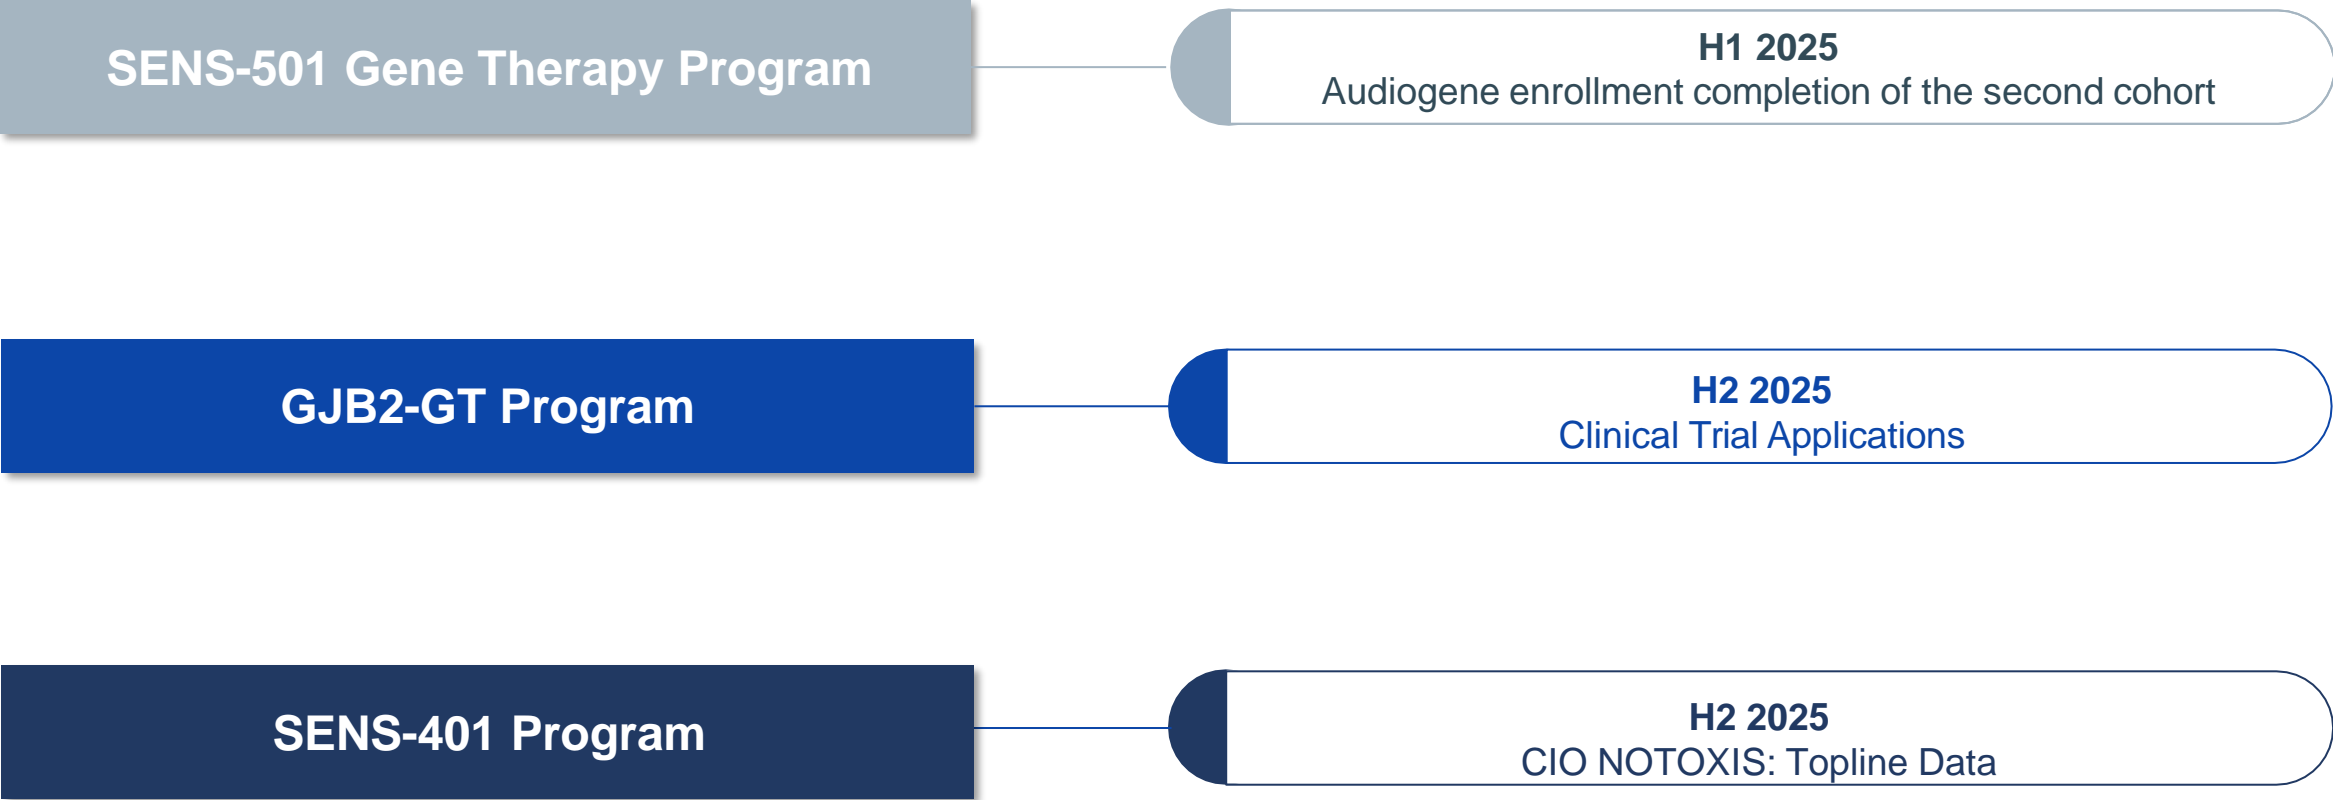 SENS-501 Gene Therapy Program
H1 2025
Audiogene enrollment completion of the second cohort
GJB2-GT Program
H2 2025
Clinical Trial Applications
SENS-401 Program
H2 2025
CIO NOTOXIS: Topline Data